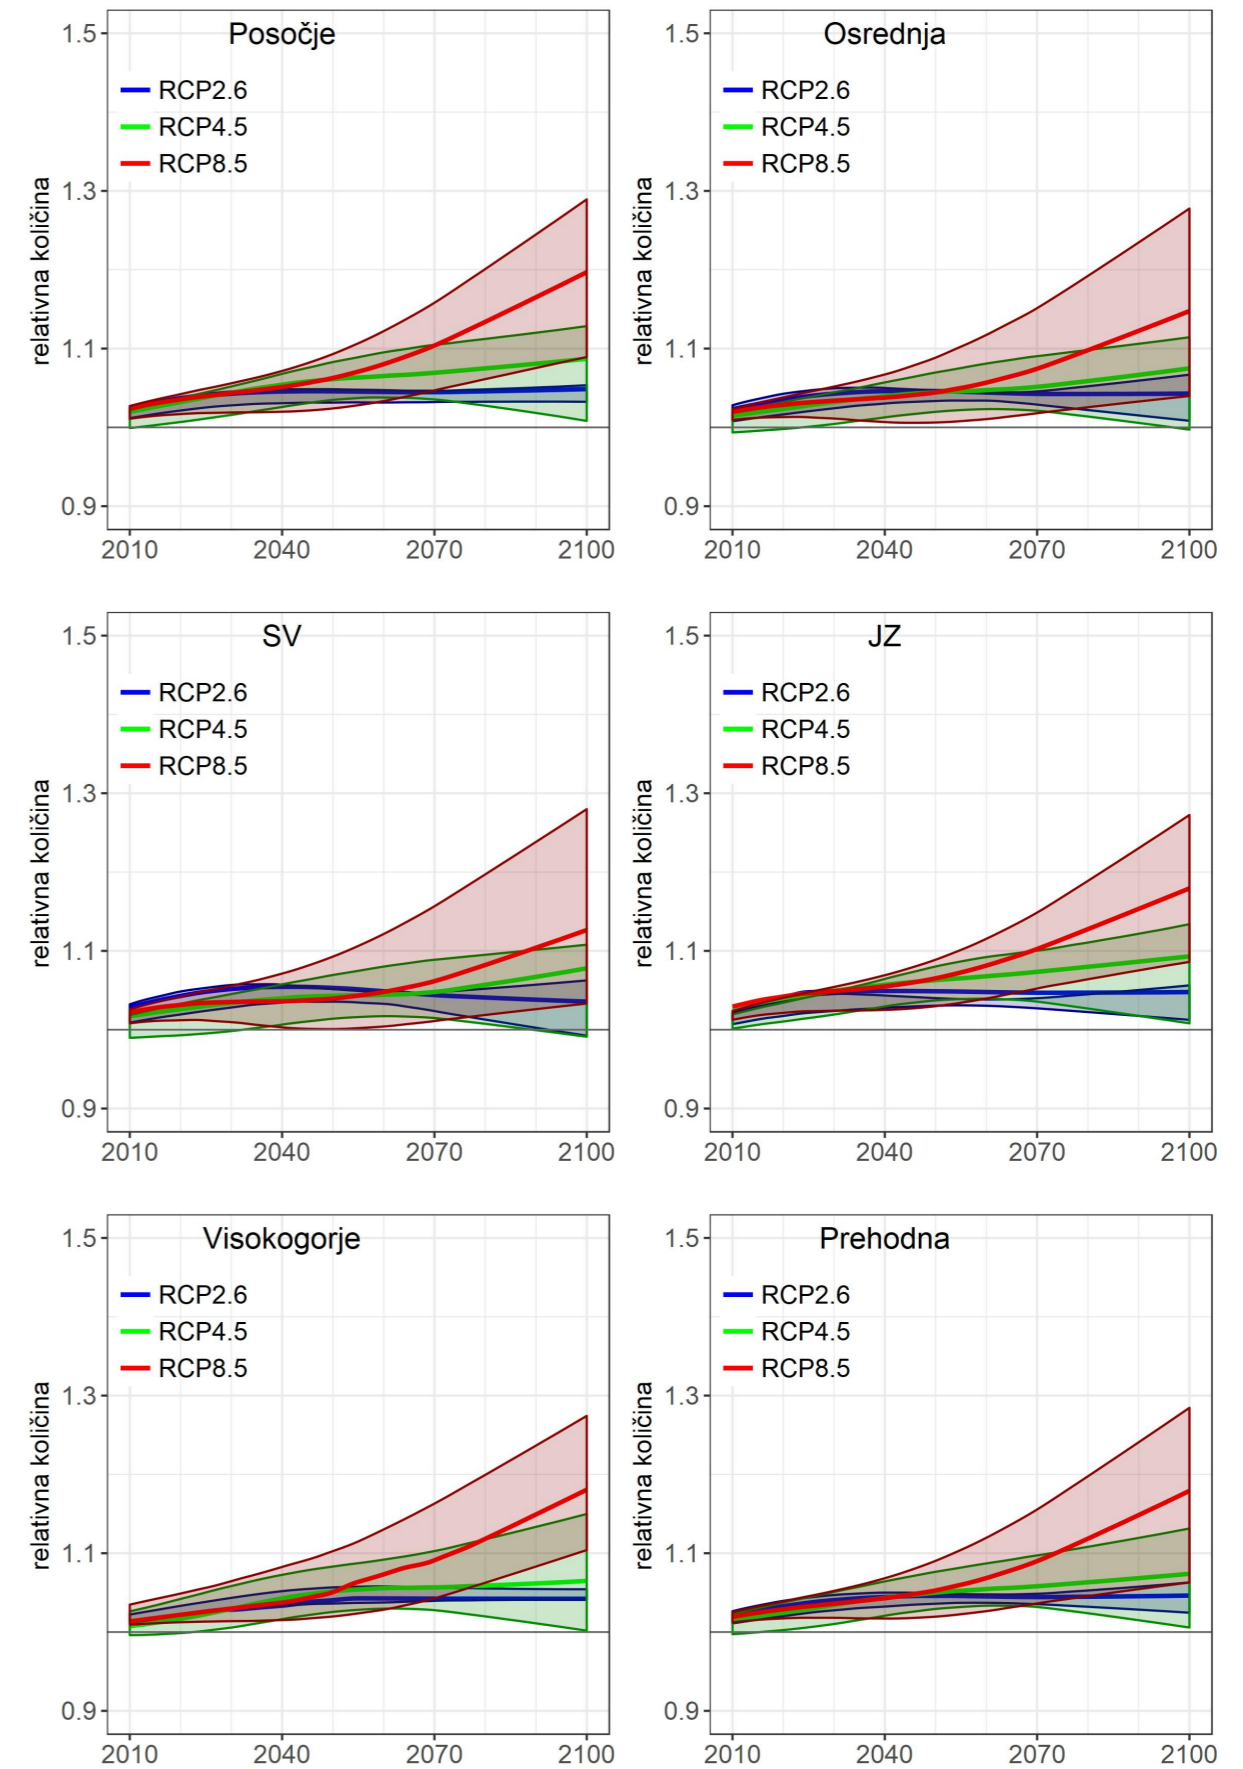 Posočje
RCP2.6
RCP4.5
RCP8.5
relativna količina
1.5
1.3
1.1
0.9
2010 2040 2070 2100
Osrednja
RCP2.6
RCP4.5
RCP8.5
relativna količina
1.5
1.3
1.1
0.9
2010 2040 2070 2100
SV
RCP2.6
RCP4.5
RCP8.5
relativna količina
1.5
1.3
1.1
0.9
2010 2040 2070 2100
JZ
RCP2.6
RCP4.5
RCP8.5
relativna količina
1.5
1.3
1.1
0.9
2010 2040 2070 2100
Visokogorje
RCP2.6
RCP4.5
RCP8.5
relativna količina
1.5
1.3
1.1
0.9
2010 2040 2070 2100
Prehodna
RCP2.6
RCP4.5
RCP8.5
relativna količina
1.5
1.3
1.1
0.9
2010 2040 2070 2100